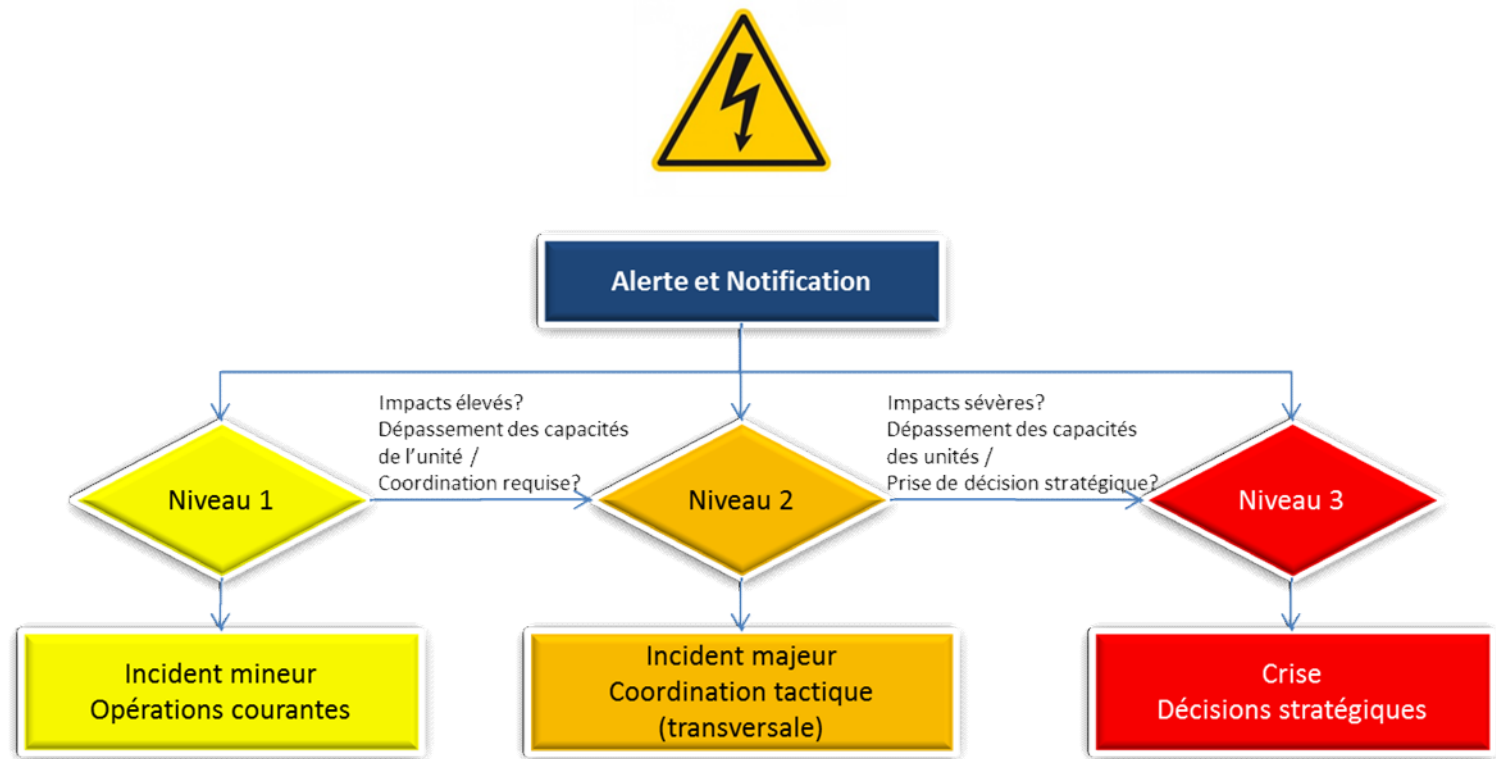 Alerte et Notification
Impacts élevés?
Dépassement des capacités
de l'unité /
Coordination requise?
Impacts sévères?
Dépassement des capacités
des unités /
Prise de décision stratégique?
Niveau 1
Niveau 2
Niveau 3
Incident mineur
Opérations courantes
Incident majeur
Coordination tactique
(transversale)
Crise
Décisions stratégiques